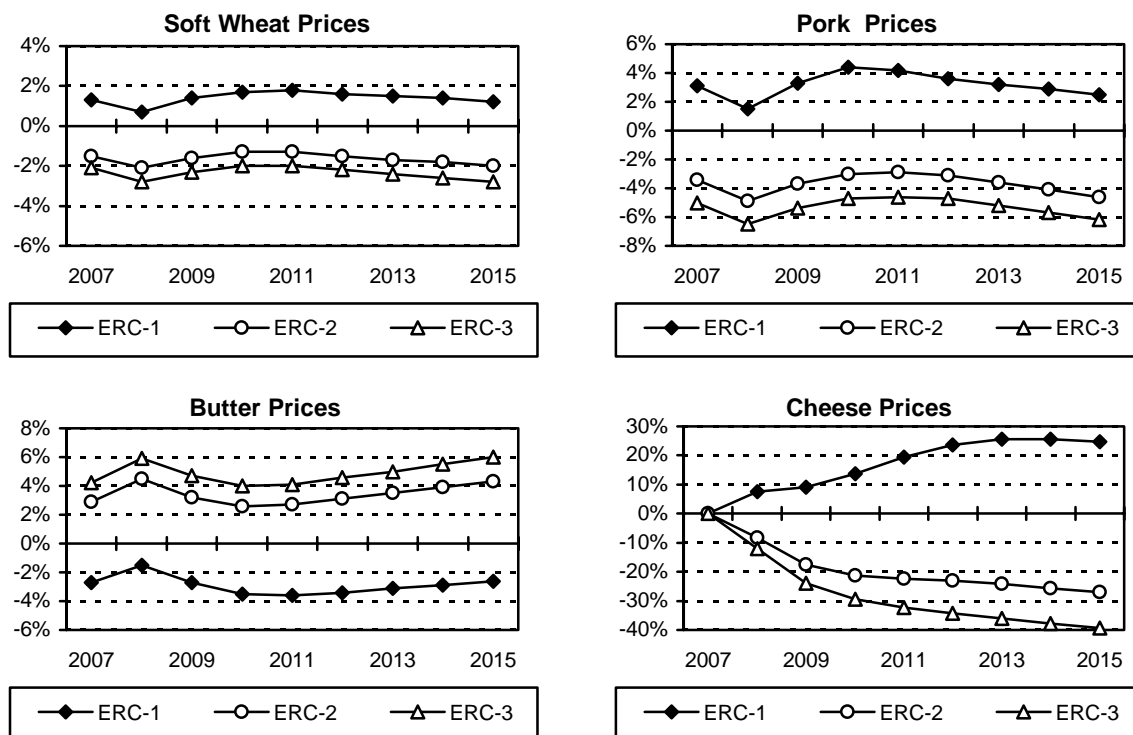 Soft Wheat Prices
4%
2%
0%
-2%
-4%
-6%
2007 2009 2011 2013 2015
ERC-1 ERC-2 ERC-3
Pork Prices
6%
4%
2%
0%
-2%
-4%
-6%
-8%
2007 2009 2011 2013 2015
ERC-1 ERC-2 ERC-3
Butter Prices
8%
6%
4%
2%
0%
-2%
-4%
-6%
2007 2009 2011 2013 2015
ERC-1 ERC-2 ERC-3
Cheese Prices
30%
20%
10%
0%
-10%
-20%
-30%
-40%
2007 2009 2011 2013 2015
ERC-1 ERC-2 ERC-3